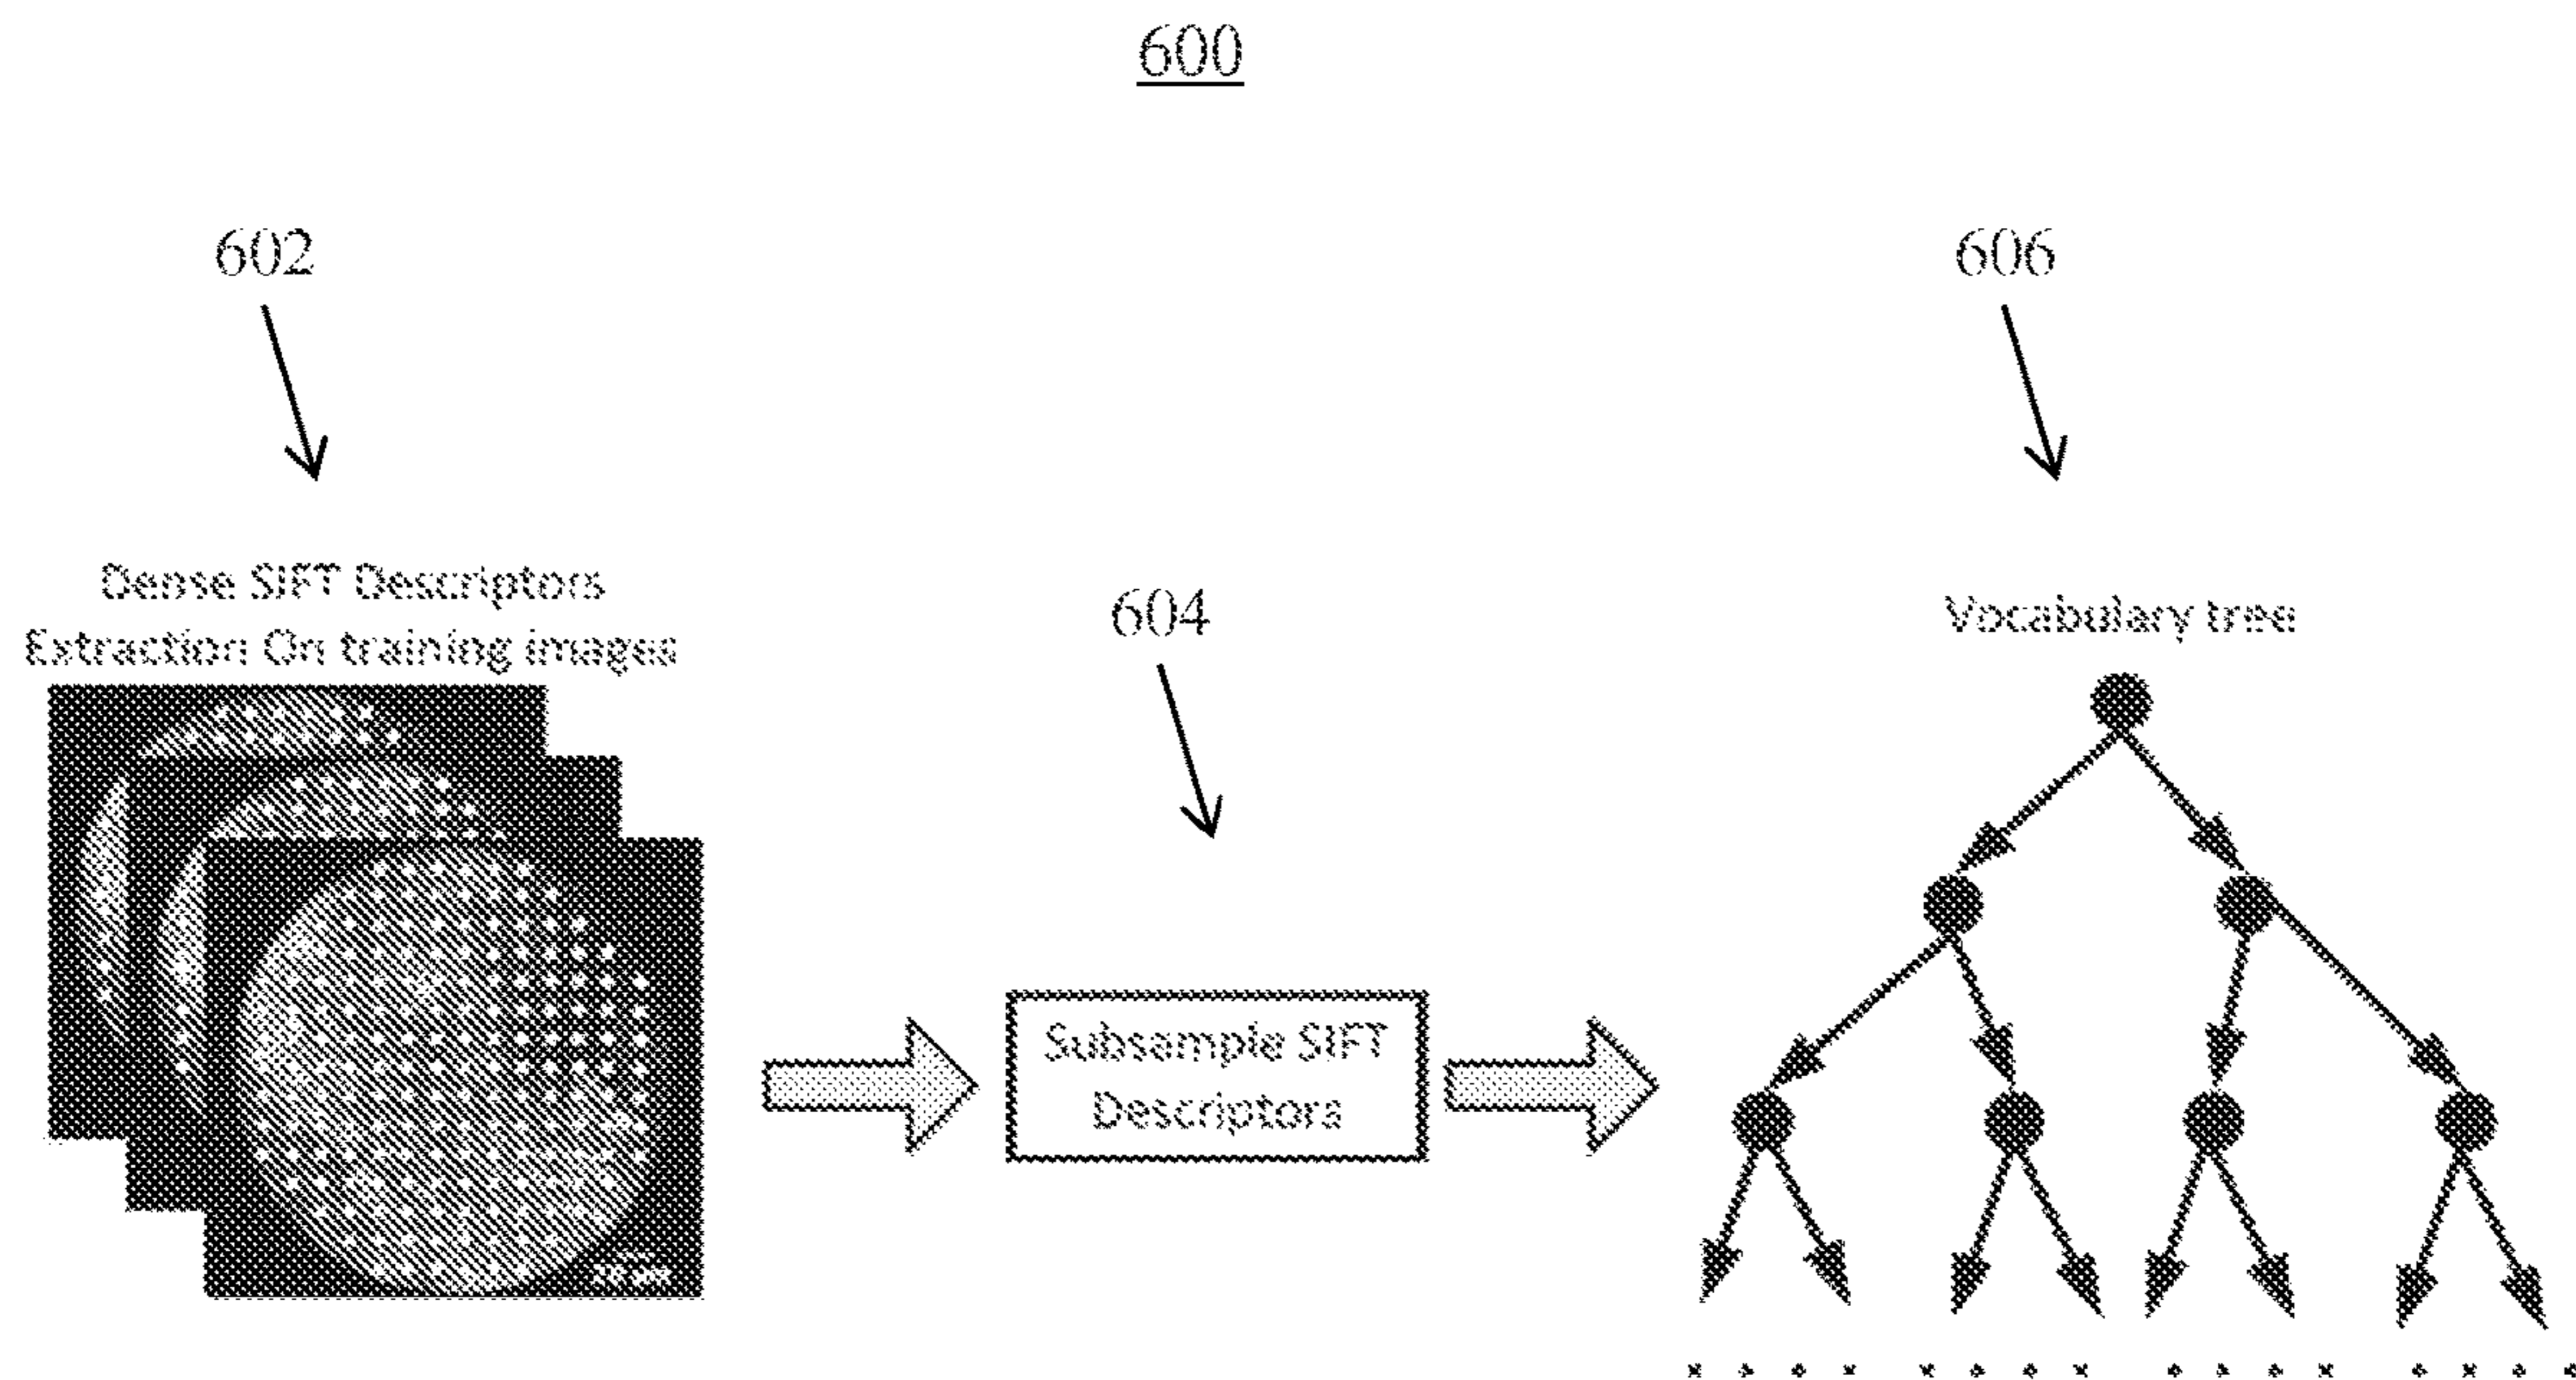 600
602
606
Dense SIFT Descriptors
Extraction On training images
604
Vocabulary tree
Subsample SIFT
Descriptors